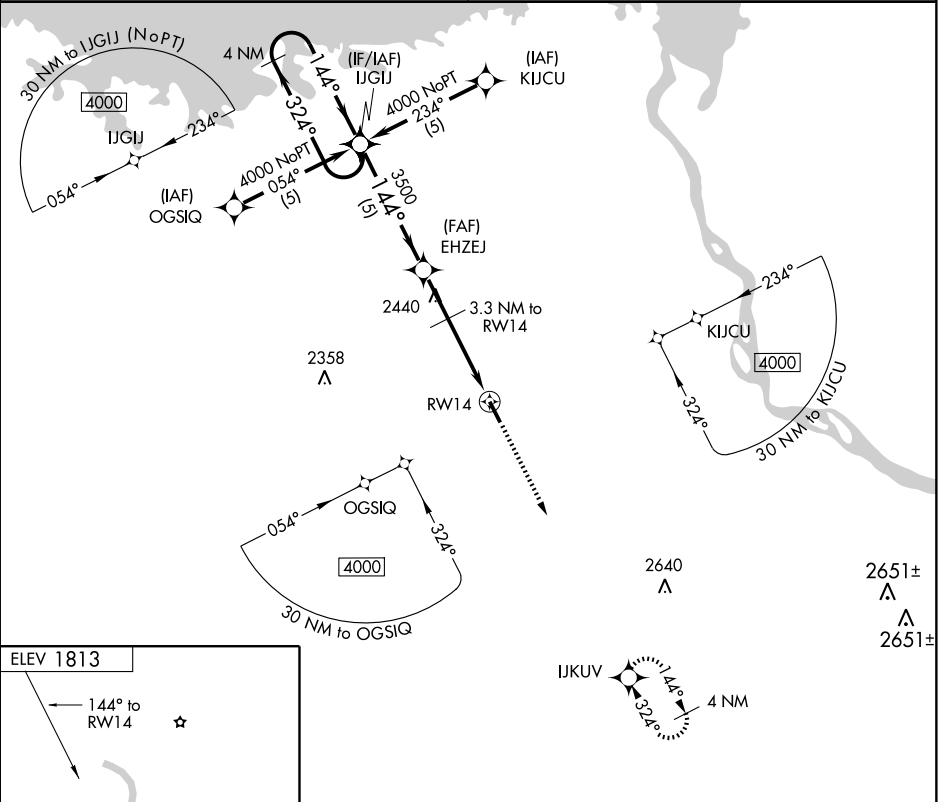 30 NM to IJGIJ (NoPT)
4000
IJGIJ
054°
234°
4 NM
144°
324°
(IF/IAF)
IJGIJ
(IAF)
KIJCU
4000 NoPT
234°
(5)
4000 NoPT
054°
(5)
(IAF)
OGSIQ
3500
144°
(5)
(FAF)
EHZEJ
2440
3.3 NM to
RW14
2358
RW14
234°
KIJCU
4000
324°
30 NM to KIJCU
054°
OGSIQ
324°
4000
30 NM to OGSIQ
2640
2651±
2651±
IJKUV
144°
324°
4 NM
ELEV 1813
144° to
RW14